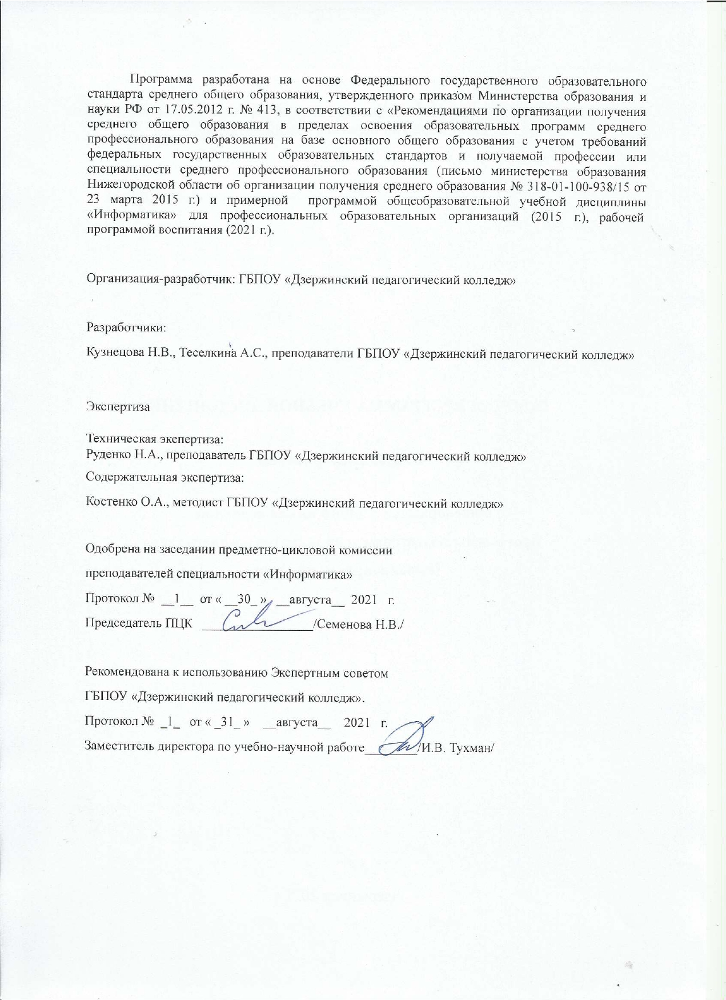 Программа разработана на основе Федерального государственного образовательного
стандарта среднего общего образования, утвержденного приказом Министерства образования и
науки РФ от 17.05.2012 г. № 413, в соответствии с «Рекомендациями по организации получения
среднего общего образования в пределах освоения образовательных программ среднего
профессионального образования на базе основного общего образования с учетом требований
федеральных государственных образовательных стандартов и получаемой профессии или
специальности среднего профессионального образования (письмо министерства образования
Нижегородской области об организации получения среднего образования № 318-01-100-938/15 от
23 марта 2015 г.) и примерной программой общеобразовательной учебной дисциплины
«Информатика» для профессиональных образовательных организаций (2015 г.), рабочей
программой воспитания (2021 г.).
Организация-разработчик: ГБПОУ «Дзержинский педагогический колледж»
Разработчики:
Кузнецова Н.В., Теселкина А.С., преподаватели ГБПОУ «Дзержинский педагогический колледж»
Экспертиза
Техническая экспертиза:
Руденко Н.А., преподаватель ГБПОУ «Дзержинский педагогический колледж»
Содержательная экспертиза:
Костенко О.А., методист ГБПОУ «Дзержинский педагогический колледж»
Одобрена на заседании предметно-цикловой комиссии
преподавателей специальности «Информатика»
Протокол № __1__ от « __30_ » __августа__ 2021 г.
Председатель ПЦК ________________/Семенова Н.В./
Рекомендована к использованию Экспертным советом
ГБПОУ «Дзержинский педагогический колледж».
Протокол № _1_ от « _31_ » __августа__ 2021 г.
Заместитель директора по учебно-научной работе________/И.В. Тухман/